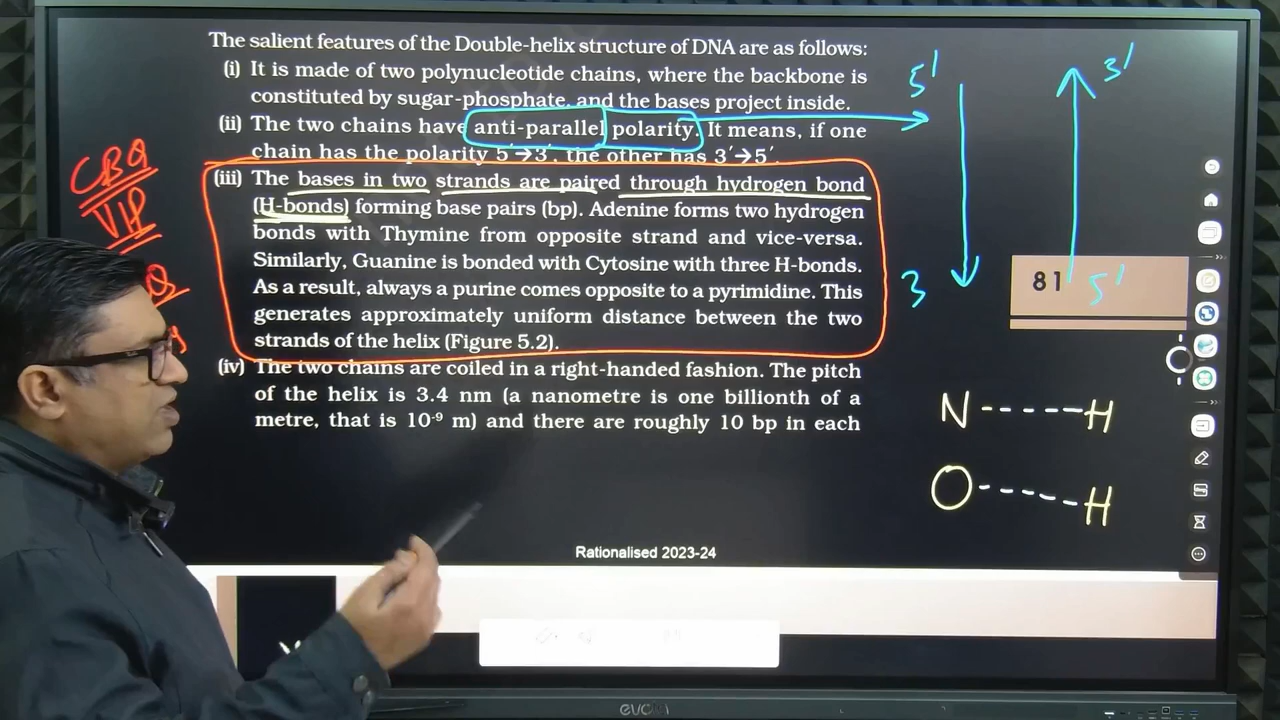 The salient features of the Double-helix structure of DNA are as follows:
(i) It is made of two polynucleotide chains, where the backbone is
constituted by sugar-phosphate, and the bases project inside.
(ii) The two chains have anti-parallel polarity. It means, if one
chain has the polarity 5′→3′, the other has 3′→5′.
(iii) The bases in two strands are paired through hydrogen bond
(H-bonds) forming base pairs (bp). Adenine forms two hydrogen
bonds with Thymine from opposite strand and vice-versa.
Similarly, Guanine is bonded with Cytosine with three H-bonds.
As a result, always a purine comes opposite to a pyrimidine. This
generates approximately uniform distance between the two
strands of the helix (Figure 5.2).
(iv) The two chains are coiled in a right-handed fashion. The pitch
of the helix is 3.4 nm (a nanometre is one billionth of a
metre, that is 10⁻⁹ m) and there are roughly 10 bp in each
Rationalised 2023-24
CBQ
VIP
5′ 3′
3 5′
81
N-----H
O-----H